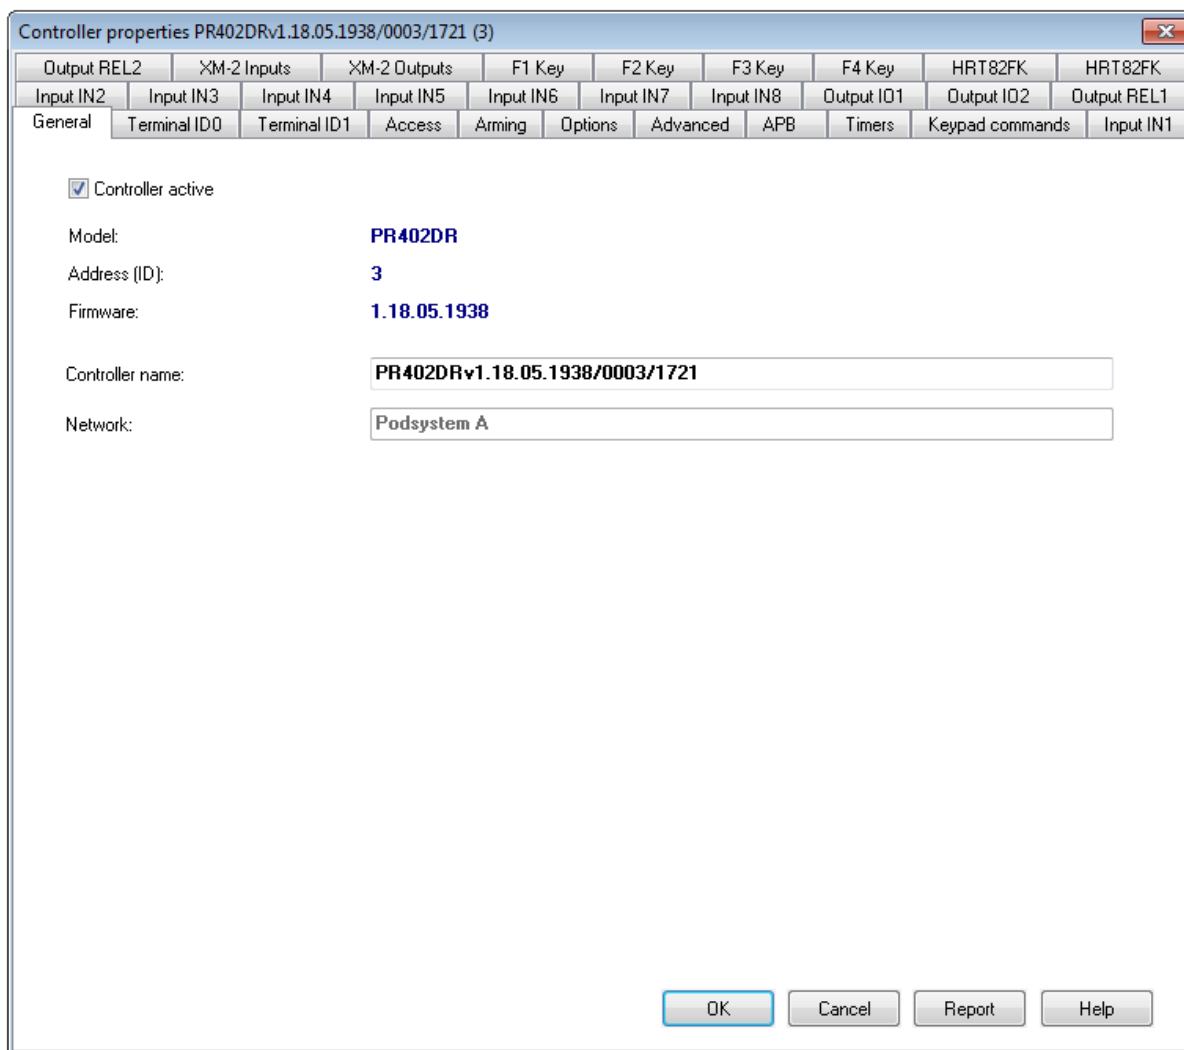 Controller properties PR402DRv1.18.05.1938/0003/1721 (3)
Output REL2 XM-2 Inputs XM-2 Outputs F1 Key F2 Key F3 Key F4 Key HRT82FK HRT82FK
Input IN2 Input IN3 Input IN4 Input IN5 Input IN6 Input IN7 Input IN8 Output IO1 Output IO2 Output REL1
General Terminal ID0 Terminal ID1 Access Arming Options Advanced APB Timers Keypad commands Input IN1
Controller active
Model: PR402DR
Address (ID): 3
Firmware: 1.18.05.1938
Controller name: PR402DRv1.18.05.1938/0003/1721
Network: Podsystem A
OK Cancel Report Help